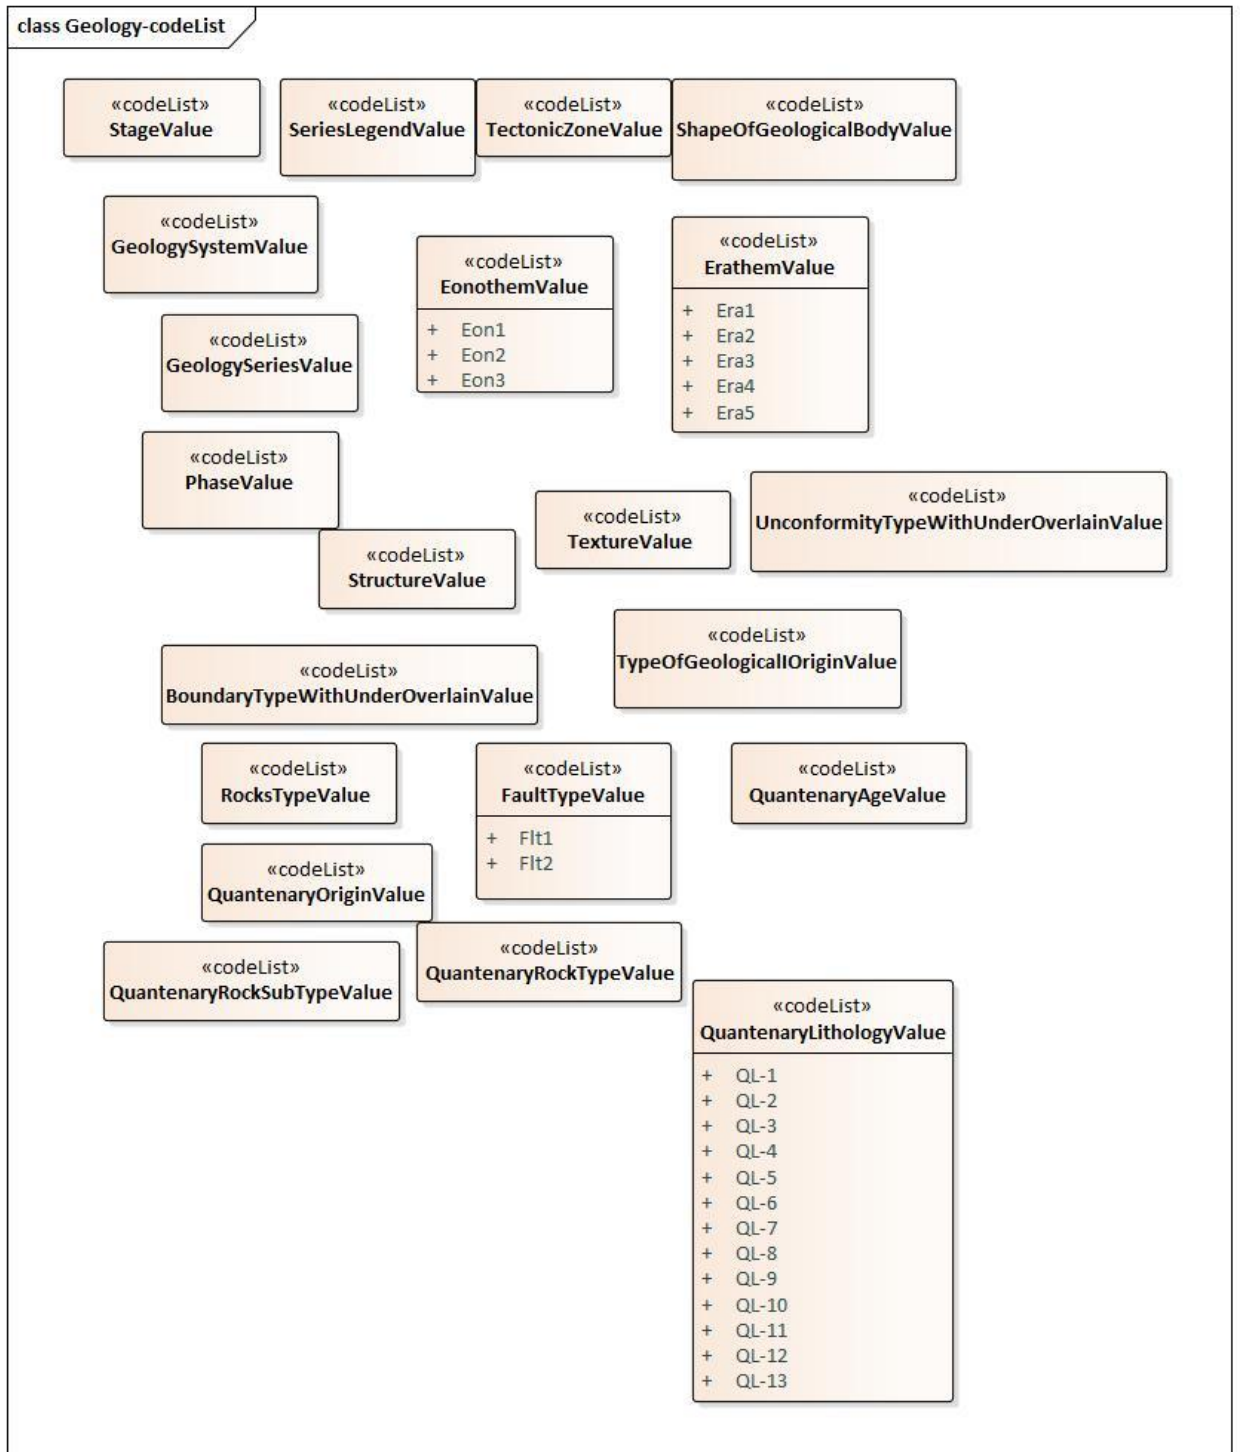 class Geology-codeList
«codeList»
StageValue
«codeList»
SeriesLegendValue
«codeList»
TectonicZoneValue
«codeList»
ShapeOfGeologicalBodyValue
«codeList»
GeologySystemValue
«codeList»
EonothemValue
+ Eon1
+ Eon2
+ Eon3
«codeList»
ErathemValue
+ Era1
+ Era2
+ Era3
+ Era4
+ Era5
«codeList»
GeologySeriesValue
«codeList»
PhaseValue
«codeList»
StructureValue
«codeList»
TextureValue
«codeList»
UnconformityTypeWithUnderOverlainValue
«codeList»
TypeOfGeologicalIOriginValue
«codeList»
BoundaryTypeWithUnderOverlainValue
«codeList»
RocksTypeValue
«codeList»
FaultTypeValue
+ Flt1
+ Flt2
«codeList»
QuantenaryAgeValue
«codeList»
QuantenaryOriginValue
«codeList»
QuantenaryRockTypeValue
«codeList»
QuantenaryRockSubTypeValue
«codeList»
QuantenaryLithologyValue
+ QL-1
+ QL-2
+ QL-3
+ QL-4
+ QL-5
+ QL-6
+ QL-7
+ QL-8
+ QL-9
+ QL-10
+ QL-11
+ QL-12
+ QL-13